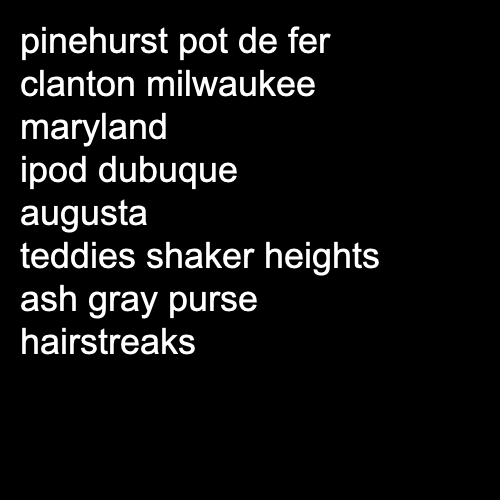 pinehurst pot de fer
clanton milwaukee
maryland
ipod dubuque
augusta
teddies shaker heights
ash gray purse
hairstreaks